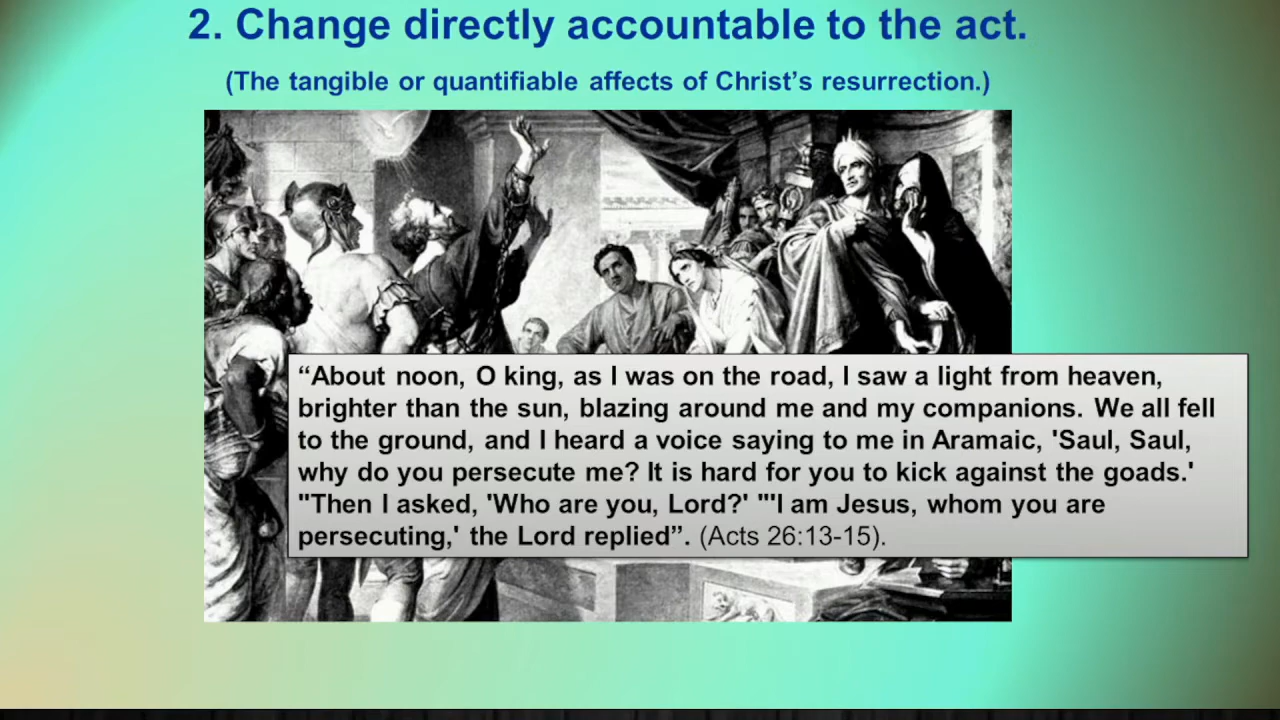 2. Change directly accountable to the act.
(The tangible or quantifiable affects of Christ’s resurrection.)
“About noon, O king, as I was on the road, I saw a light from heaven,
brighter than the sun, blazing around me and my companions. We all fell
to the ground, and I heard a voice saying to me in Aramaic, 'Saul, Saul,
why do you persecute me? It is hard for you to kick against the goads.'
"Then I asked, 'Who are you, Lord?' "'I am Jesus, whom you are
persecuting,' the Lord replied”. (Acts 26:13-15).